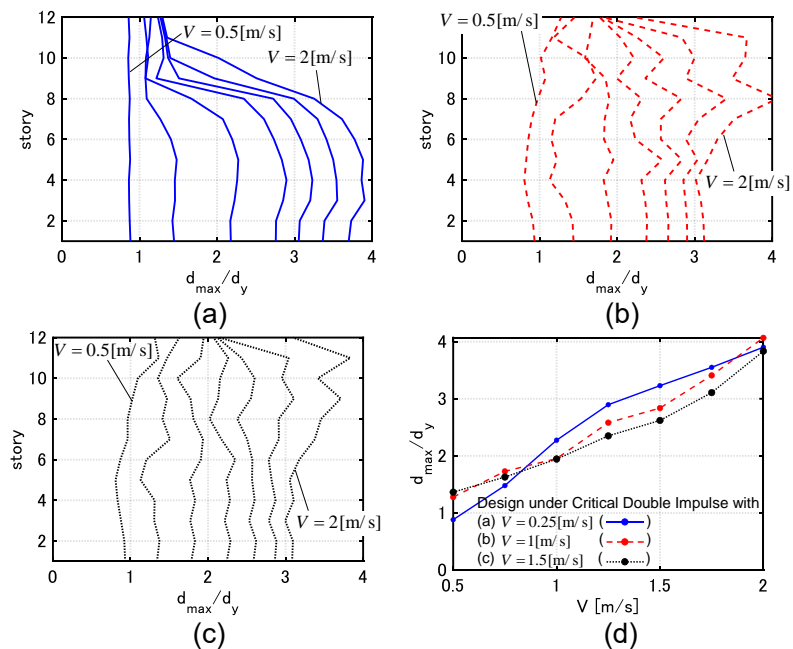 (a)
(b)
12
10
8
6
4
2
story
V = 0.5[m/s]
V = 2[m/s]
0 1 2 3 4
d_max/d_y
(a)
12
10
8
6
4
2
story
V = 0.5[m/s]
V = 2[m/s]
0 1 2 3 4
d_max/d_y
(b)
12
10
8
6
4
2
story
V = 0.5[m/s]
V = 2[m/s]
0 1 2 3 4
d_max/d_y
(c)
4
3
2
1
0
d_max/d_y
Design under Critical Double Impulse with
(a) V = 0.25[m/s] ( )
(b) V = 1[m/s] ( )
(c) V = 1.5[m/s] ( )
0.5 1 1.5 2
V [m/s]
(d)